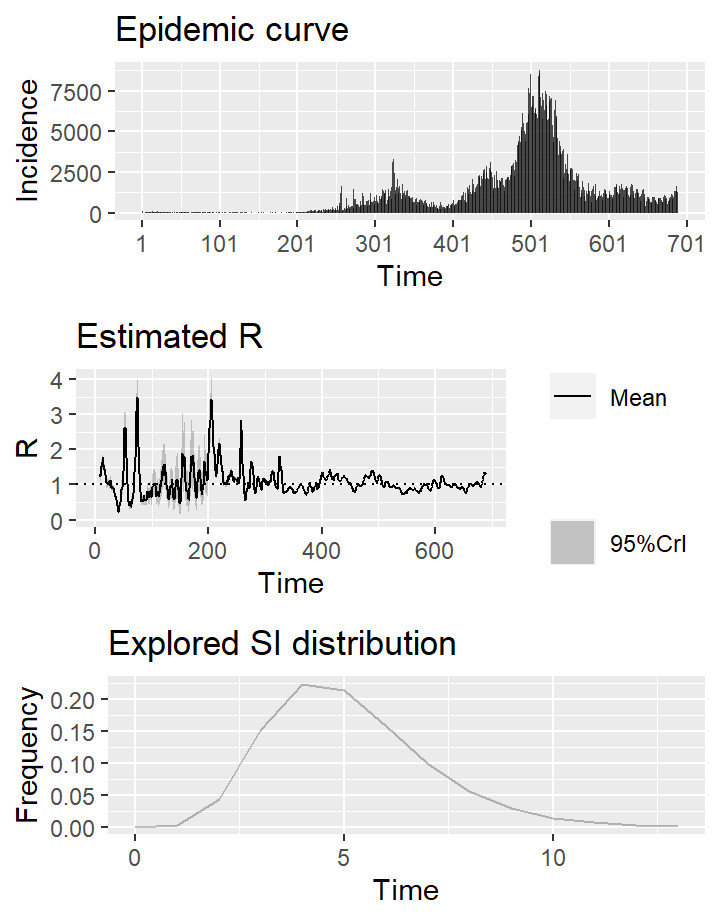 Epidemic curve
Incidence
7500
5000
2500
0
1 101 201 301 401 501 601 701
Time
Estimated R
R
4
3
2
1
0
0 200 400 600
Time
Mean
95%CrI
Explored SI distribution
Frequency
0.20
0.15
0.10
0.05
0.00
0 5 10
Time